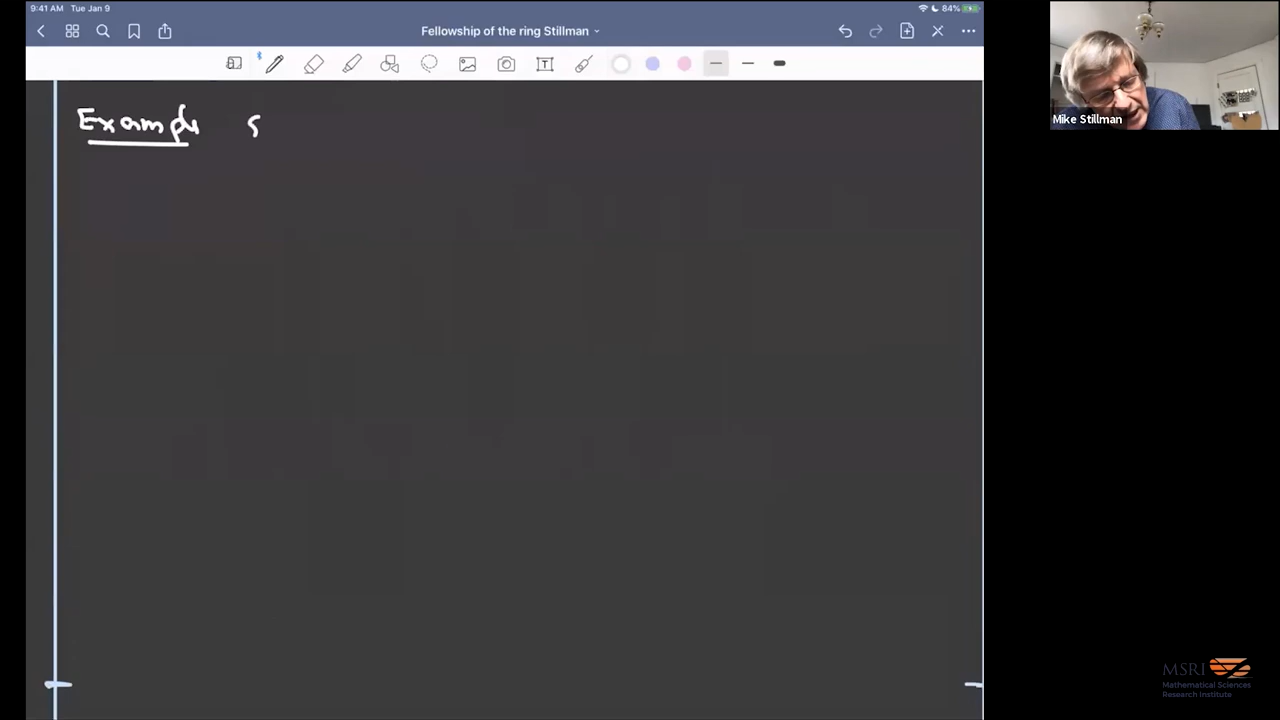 9:41 AM Tue Jan 9
84%
Fellowship of the ring Stillman
Example
Mike Stillman
MSRI
Mathematical Sciences
Research Institute